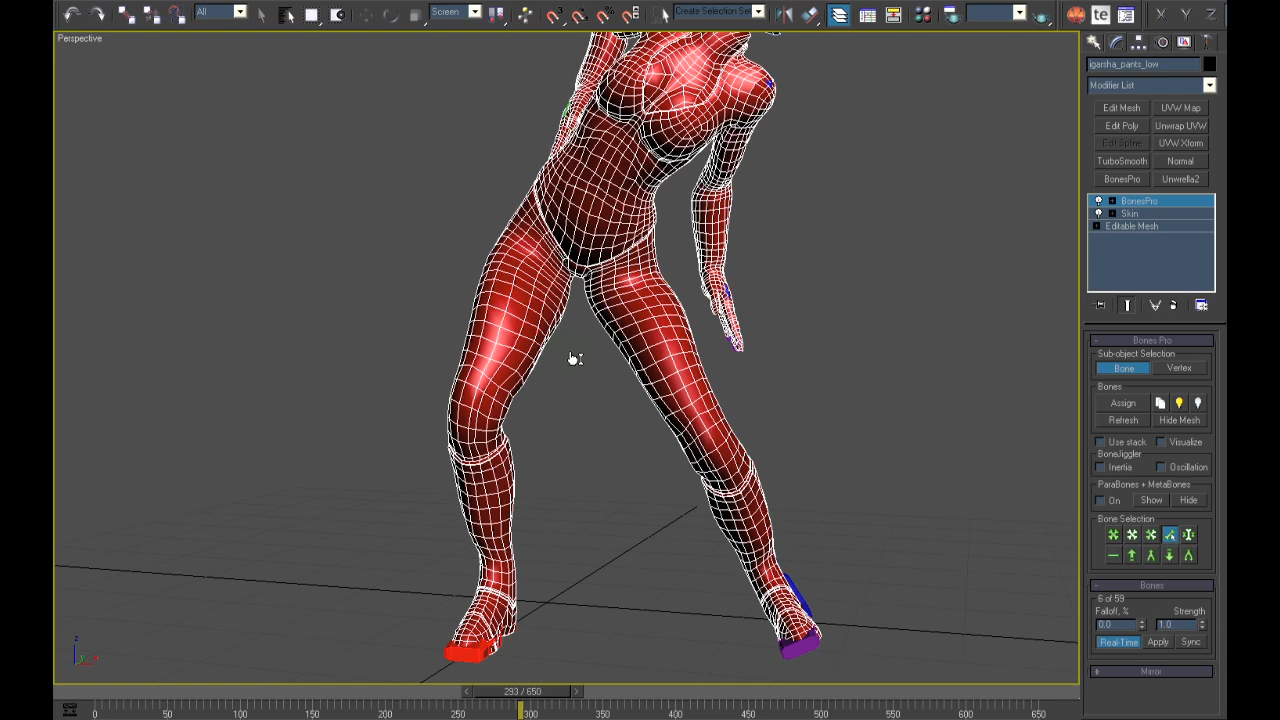 All
Screen
Create Selection Set
te
X Y Z
Perspective
igarsha_pants_low
Modifier List
Edit Mesh UVW Map
Edit Poly Unwrap UVW
Edit Spline UVW Xform
TurboSmooth Normal
BonesPro Unwrella2
BonesPro
Skin
Editable Mesh
- Bones Pro
Sub-object Selection
Bone Vertex
Bones
Assign
Refresh Hide Mesh
Use stack Visualize
BoneJiggler
Inertia Oscillation
ParaBones + MetaBones
On Show Hide
Bone Selection
- Bones
6 of 59
Falloff, % Strength
0.0 1.0
Real-Time Apply Sync
+ Mirror
z
y x
< 293 / 650 >
0 50 100 150 200 250 300 350 400 450 500 550 600 650